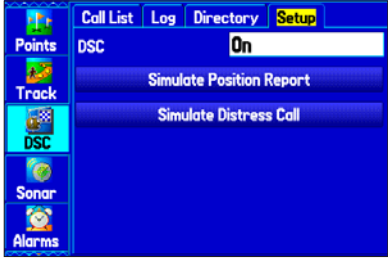 Call List Log Directory Setup
Points
DSC On
Simulate Position Report
Track
Simulate Distress Call
DSC
Sonar
Alarms